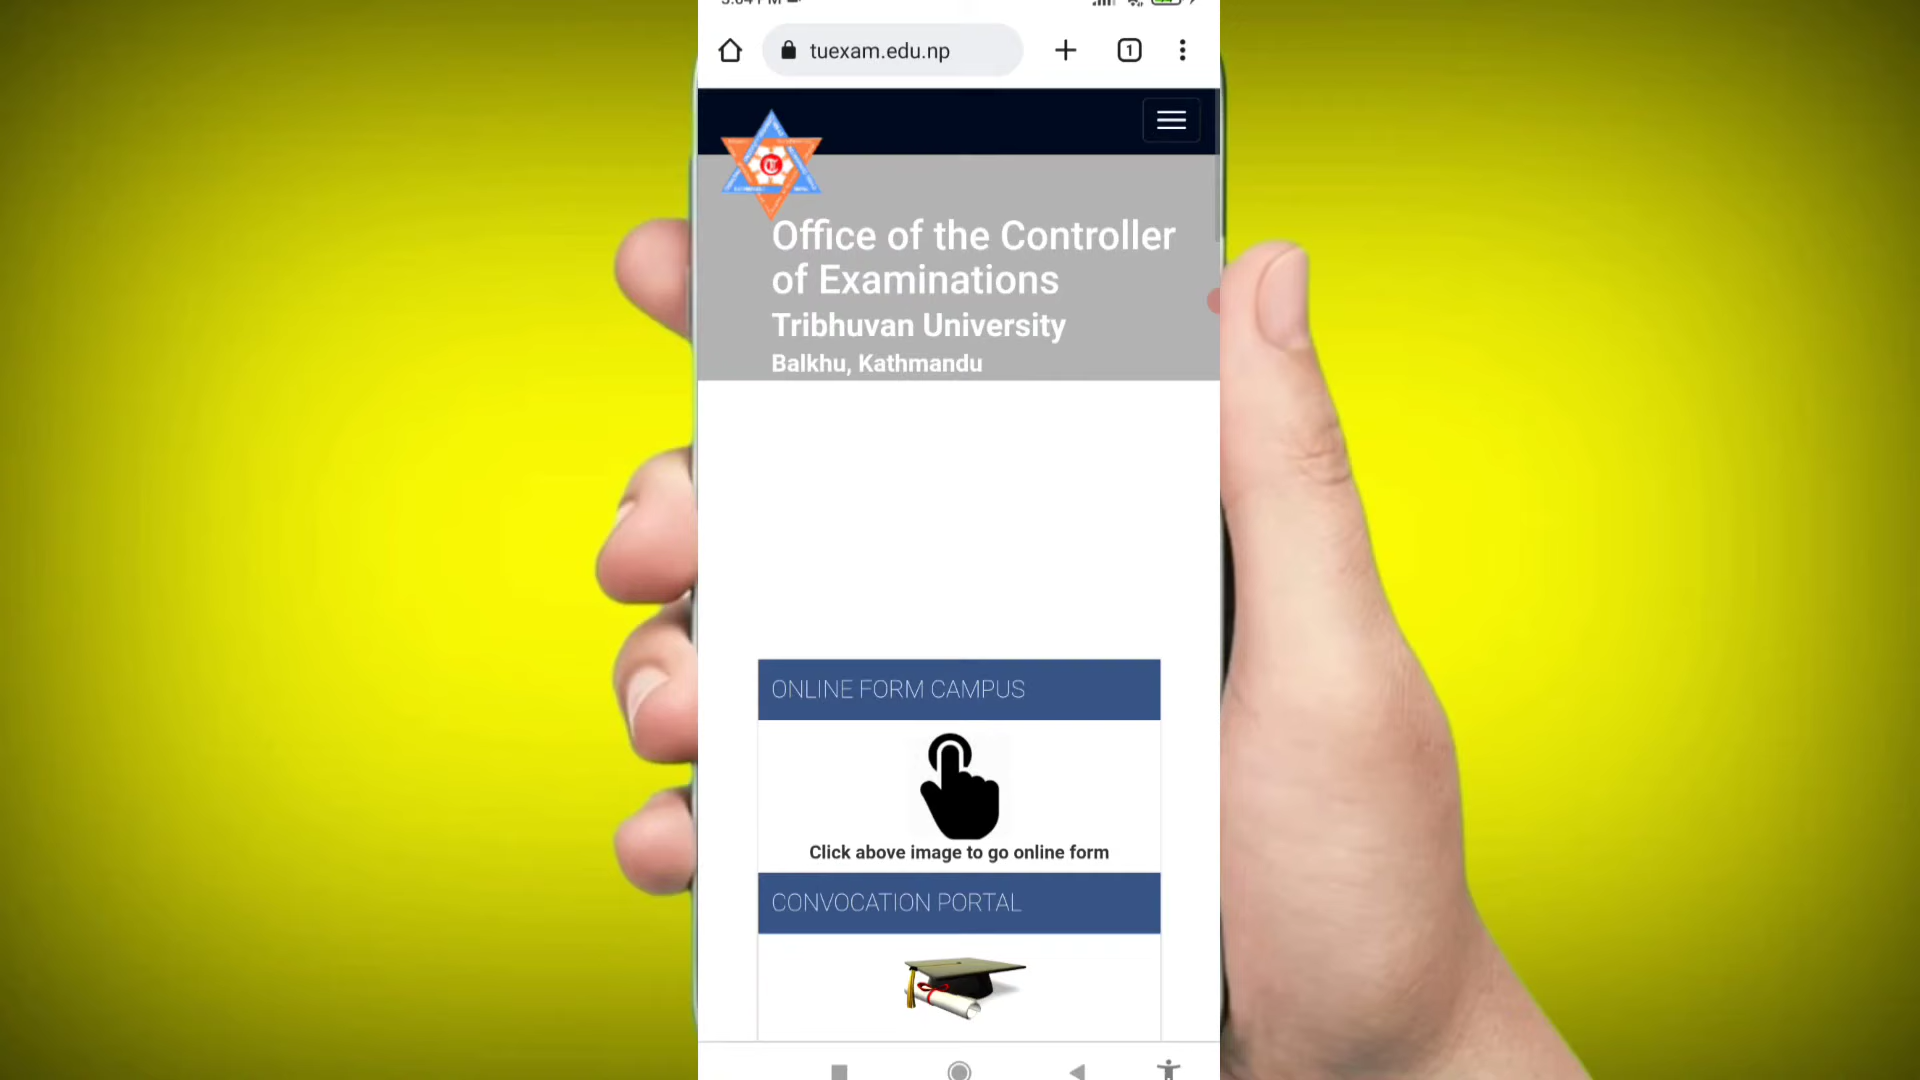 tuexam.edu.np
1
Office of the Controller
of Examinations
Tribhuvan University
Balkhu, Kathmandu
ONLINE FORM CAMPUS
Click above image to go online form
CONVOCATION PORTAL